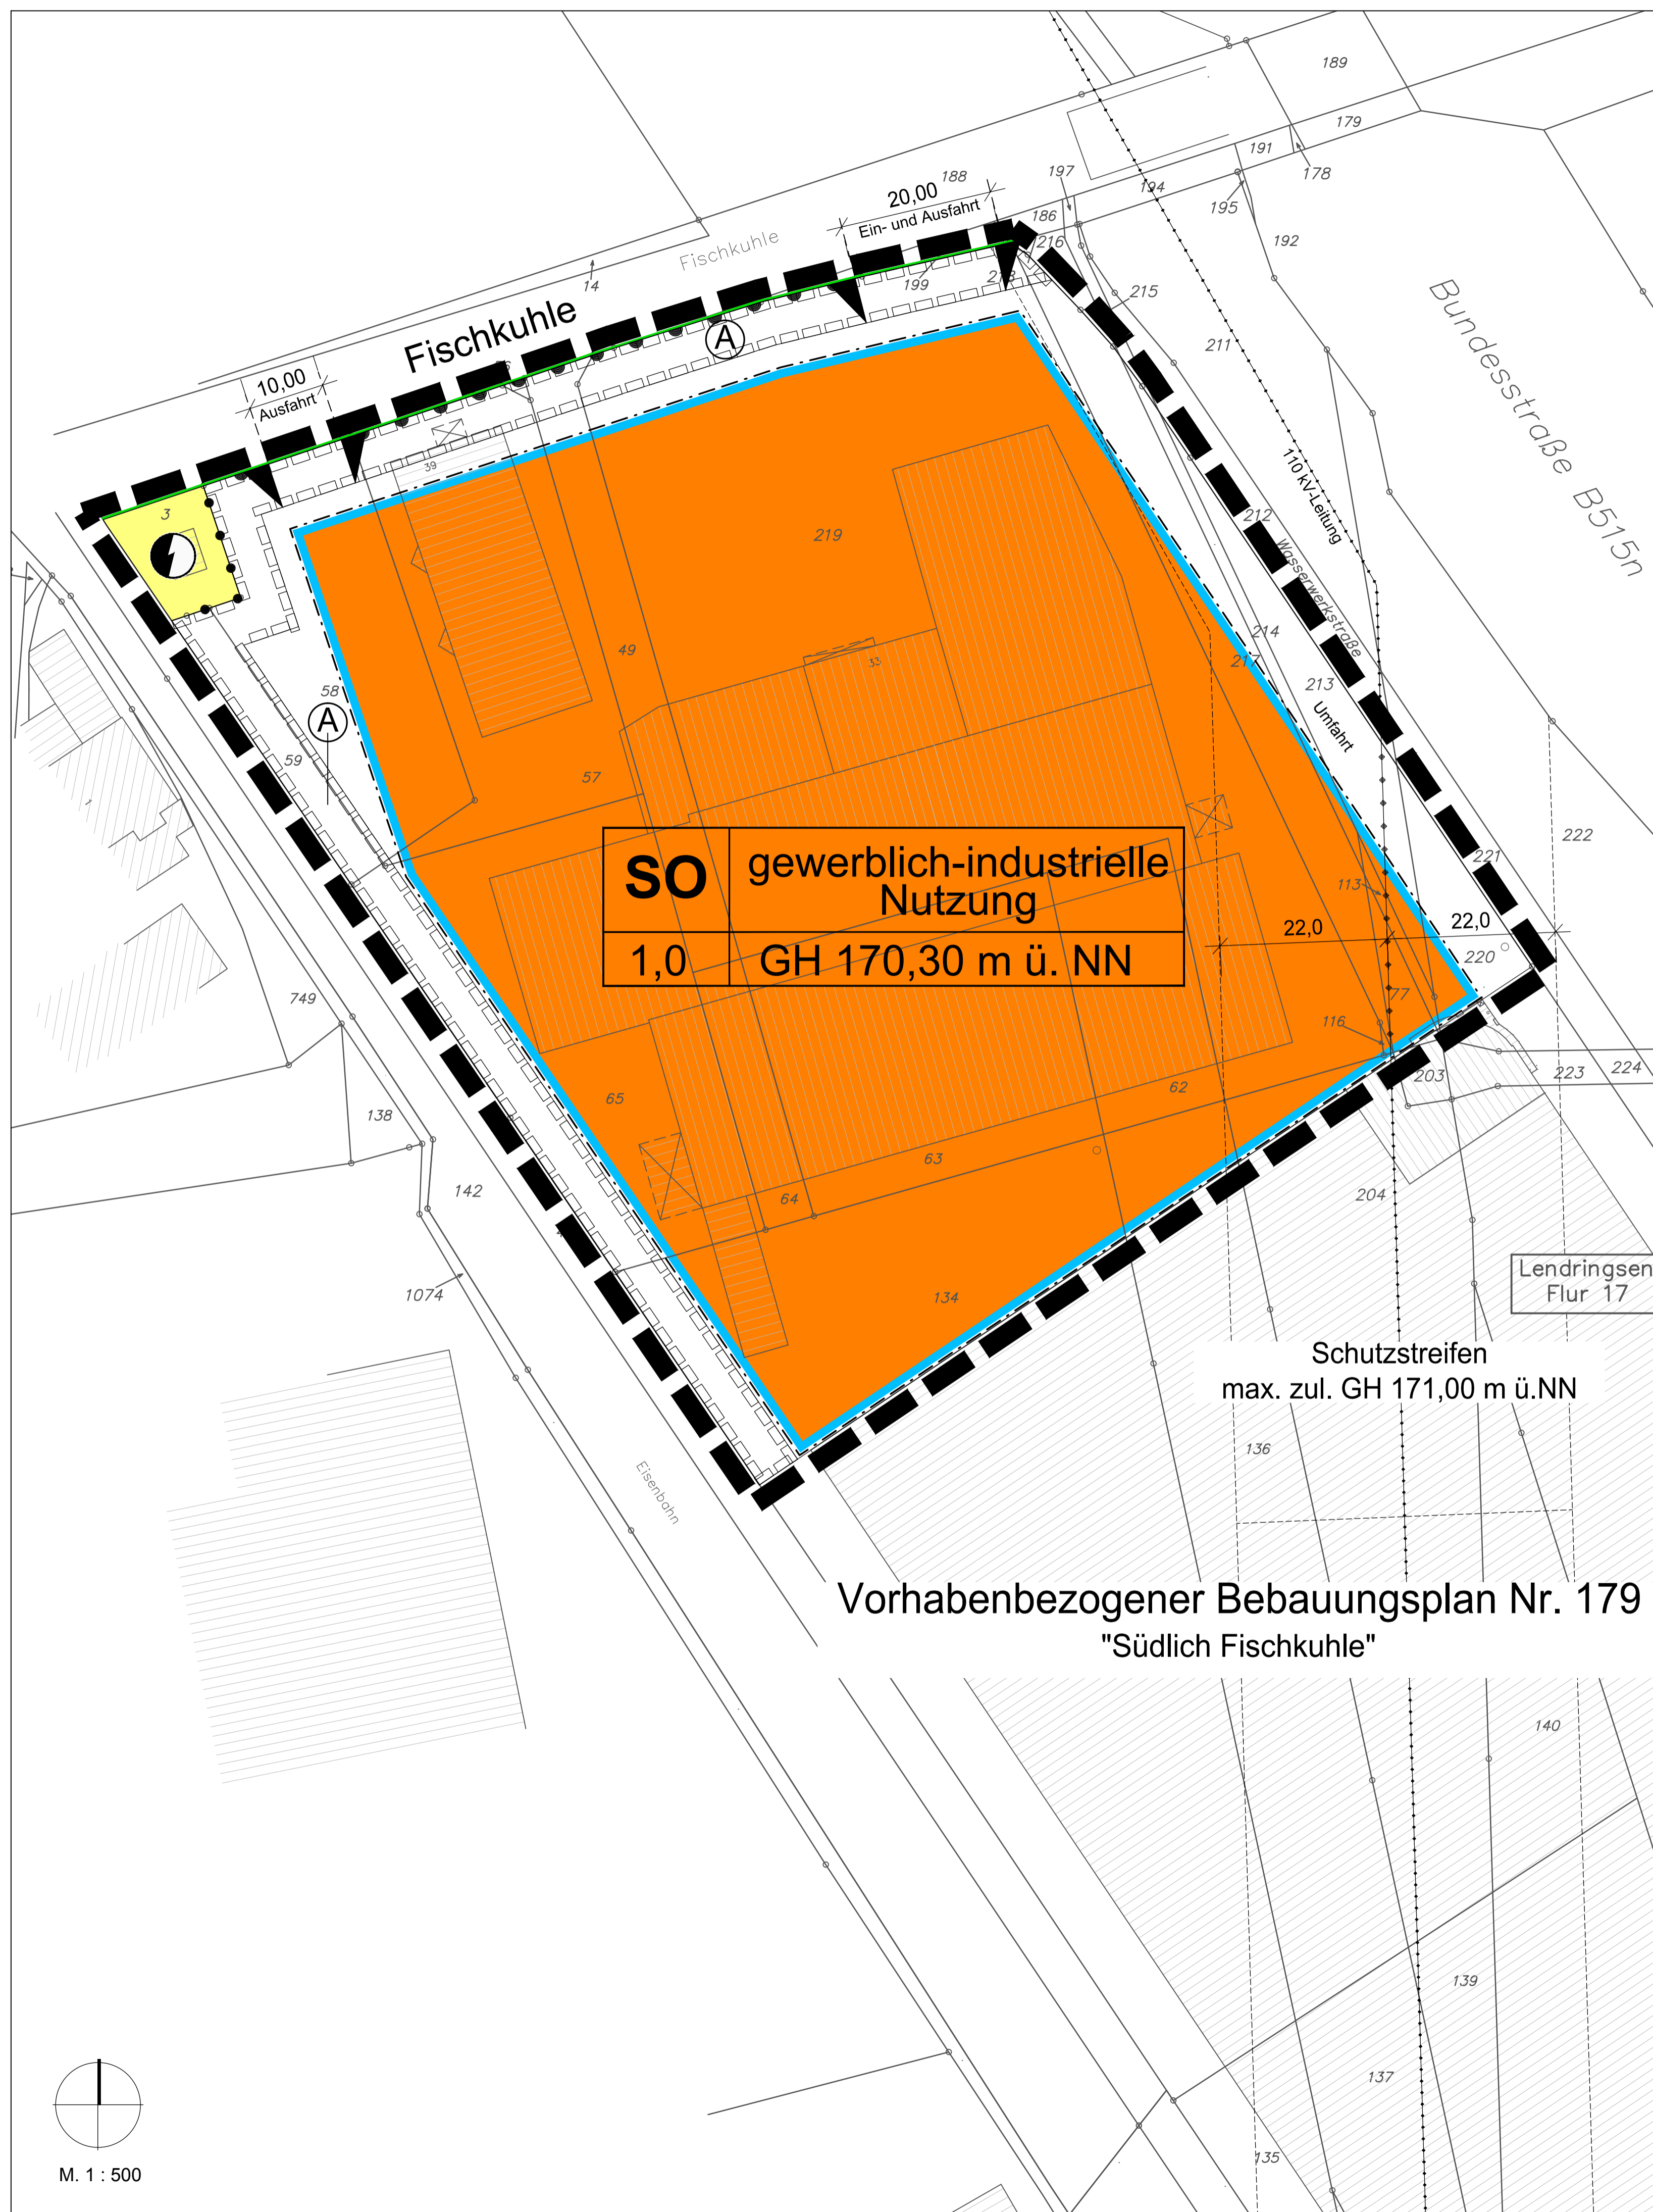 189
179
191
178
188
197
194
195
20,00
Ein- und Ausfahrt
186
216
192
Fischkuhle
14
199
218
215
211
Bundesstraße B515n
Fischkuhle
A
10,00
Ausfahrt
39
110 kV-Leitung
3
219
212
Wasserwerkstraße
49
33
214
217
58
213
A
Umfahrt
59
57
222
SO
gewerblich-industrielle
Nutzung
221
113
1,0
GH 170,30 m ü. NN
22,0
22,0
220
77
749
116
65
62
203
223
224
138
63
142
64
204
1074
134
Lendringsen
Flur 17
Schutzstreifen
max. zul. GH 171,00 m ü.NN
136
Eisenbahn
Vorhabenbezogener Bebauungsplan Nr. 179
"Südlich Fischkuhle"
140
139
137
135
M. 1 : 500